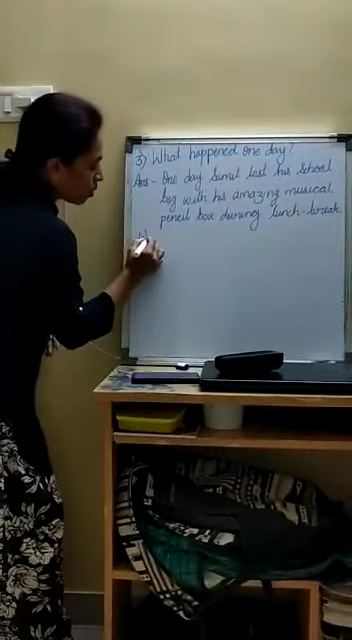 3) What happened one day?
Ans - One day Sumit lost his school
bag with his amazing musical
pencil box during lunch-break